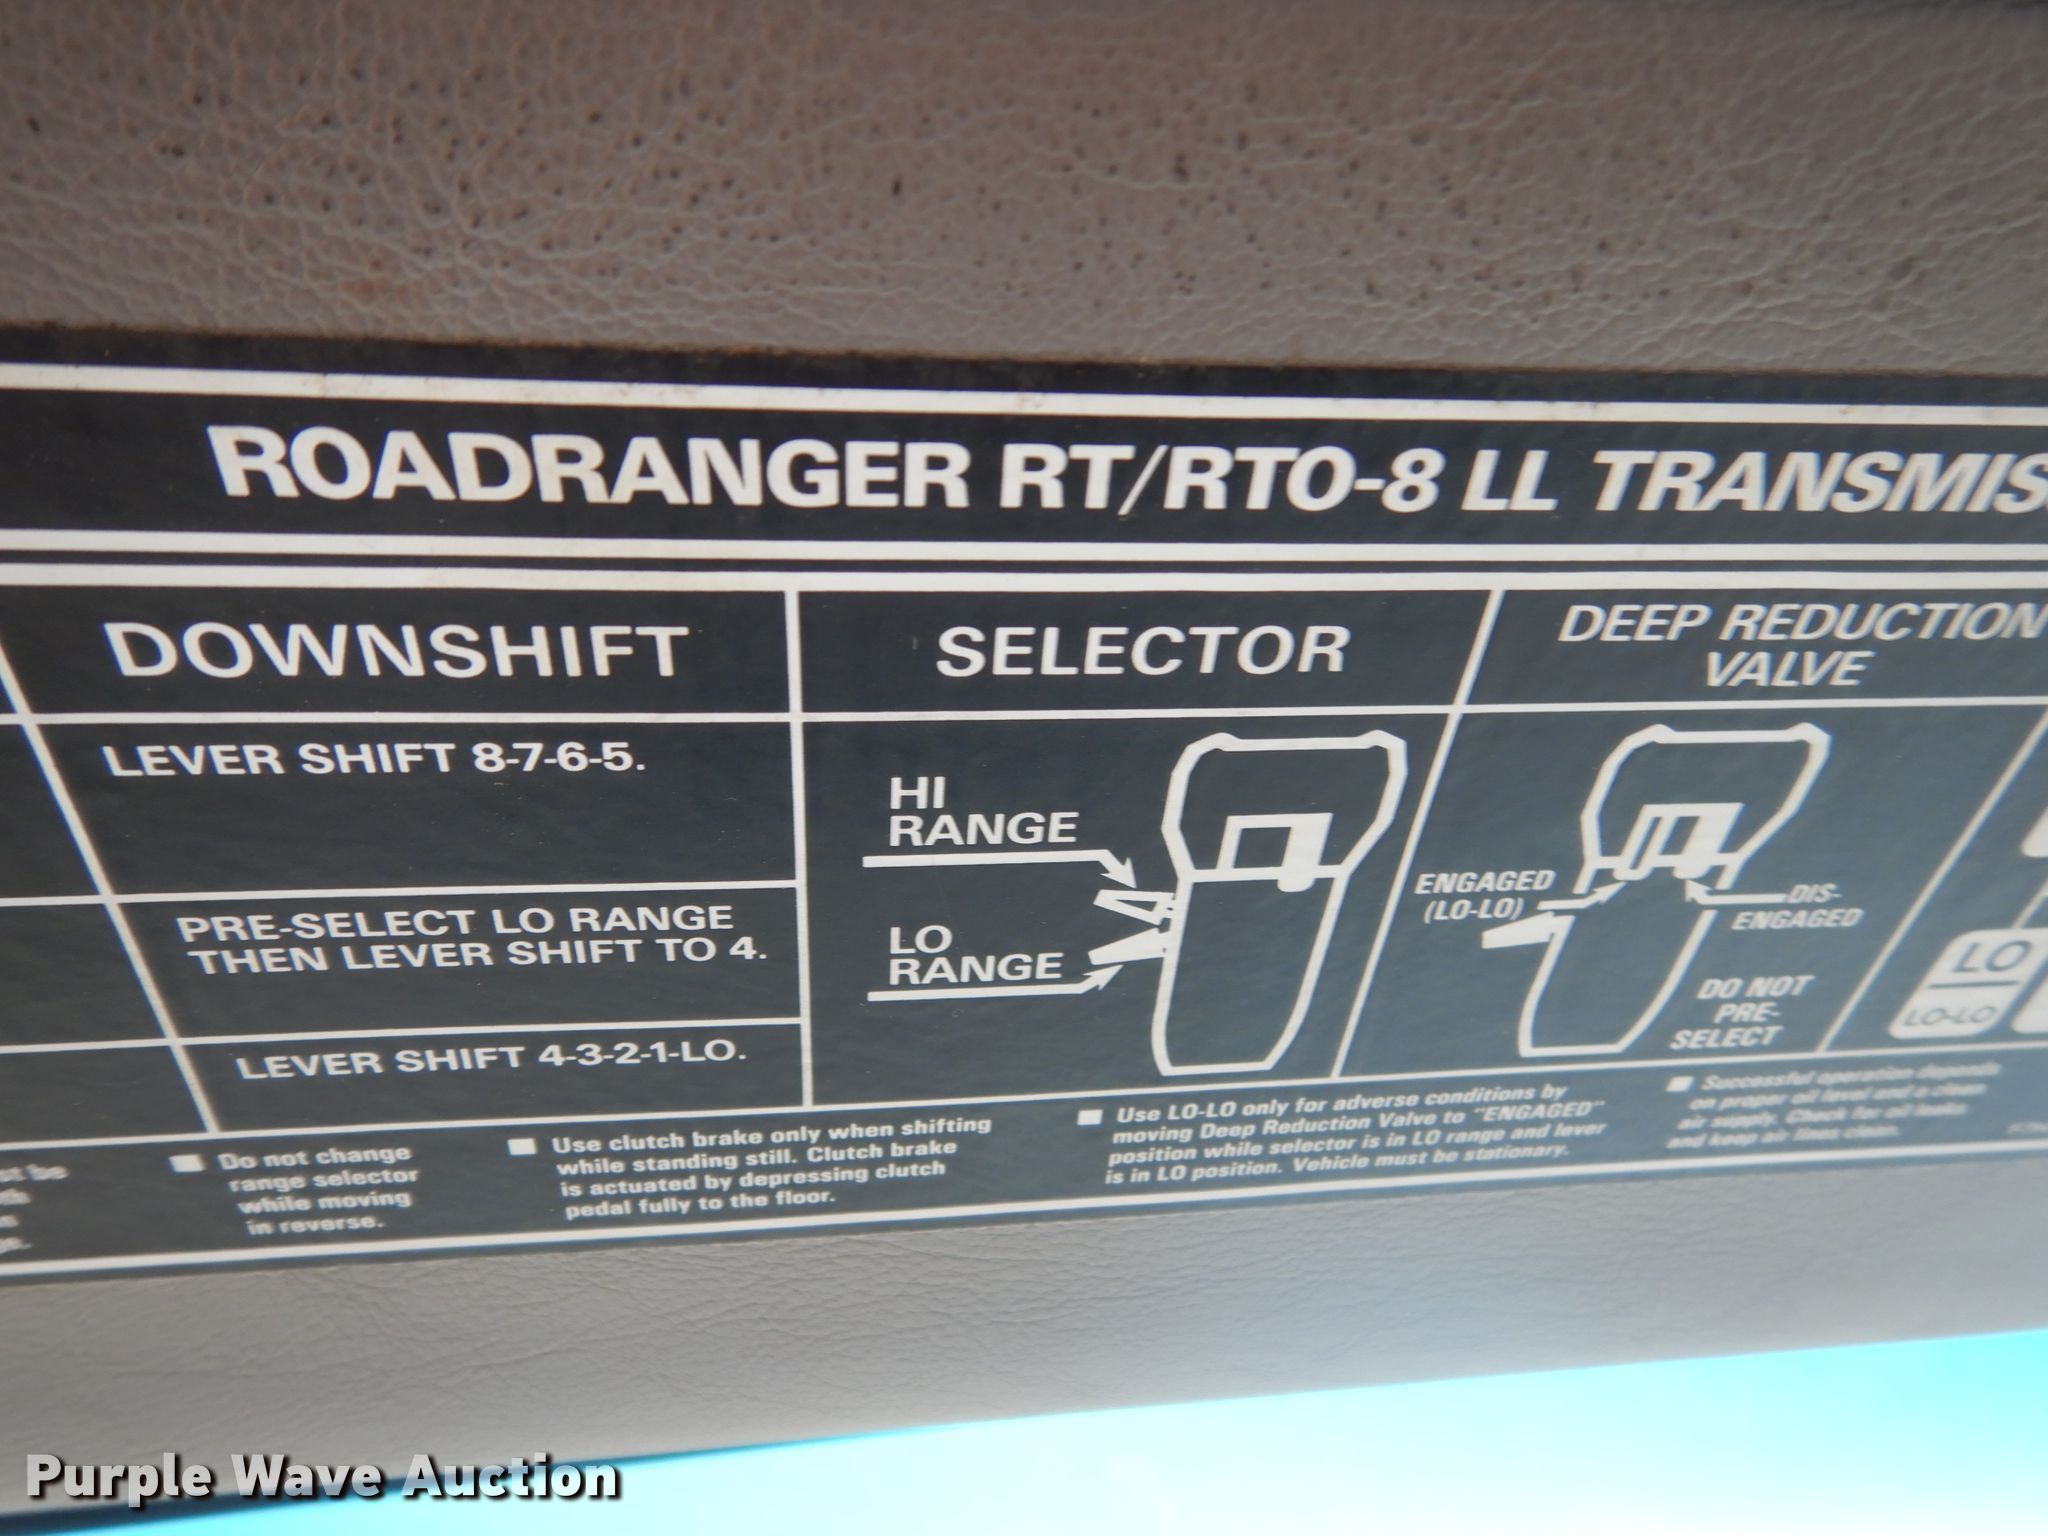 ROADRANGER RT/RTO-8 LL TRANSMIS
DOWNSHIFT
LEVER SHIFT 8-7-6-5.
PRE-SELECT LO RANGE
THEN LEVER SHIFT TO 4.
LEVER SHIFT 4-3-2-1-LO.
SELECTOR
HI
RANGE
LO
RANGE
DEEP REDUCTION
VALVE
ENGAGED
(LO-LO)
DIS-
ENGAGED
DO NOT
PRE-
SELECT
LO
LO-LO
Do not change
range selector
while moving
in reverse.
Use clutch brake only when shifting
while standing still. Clutch brake
is actuated by depressing clutch
pedal fully to the floor.
Use LO-LO only for adverse conditions by
moving Deep Reduction Valve to "ENGAGED"
position while selector is in LO range and lever
is in LO position. Vehicle must be stationary.
Successful operation depends
on proper oil level and a clean
air supply. Check for oil leaks
and keep air lines clean.
Purple Wave Auction